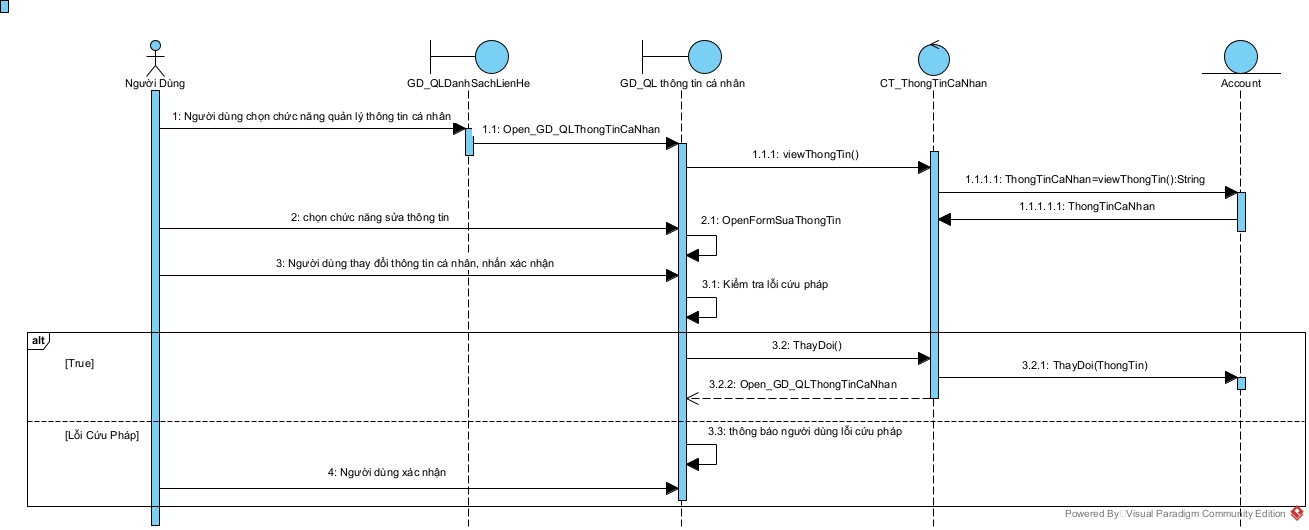 Người Dùng
GD_QLDanhSachLienHe
GD_QL thông tin cá nhân
CT_ThongTinCaNhan
Account
1: Người dùng chọn chức năng quản lý thông tin cá nhân
1.1: Open_GD_QLThongTinCaNhan
1.1.1: viewThongTin()
1.1.1.1: ThongTinCaNhan=viewThongTin():String
1.1.1.1.1: ThongTinCaNhan
2: chọn chức năng sửa thông tin
2.1: OpenFormSuaThongTin
3: Người dùng thay đổi thông tin cá nhân, nhấn xác nhận
3.1: Kiểm tra lỗi cứu pháp
alt
[True]
3.2: ThayDoi()
3.2.1: ThayDoi(ThongTin)
3.2.2: Open_GD_QLThongTinCaNhan
[Lỗi Cứu Pháp]
3.3: thông báo người dùng lỗi cứu pháp
4: Người dùng xác nhận
Powered By Visual Paradigm Community Edition